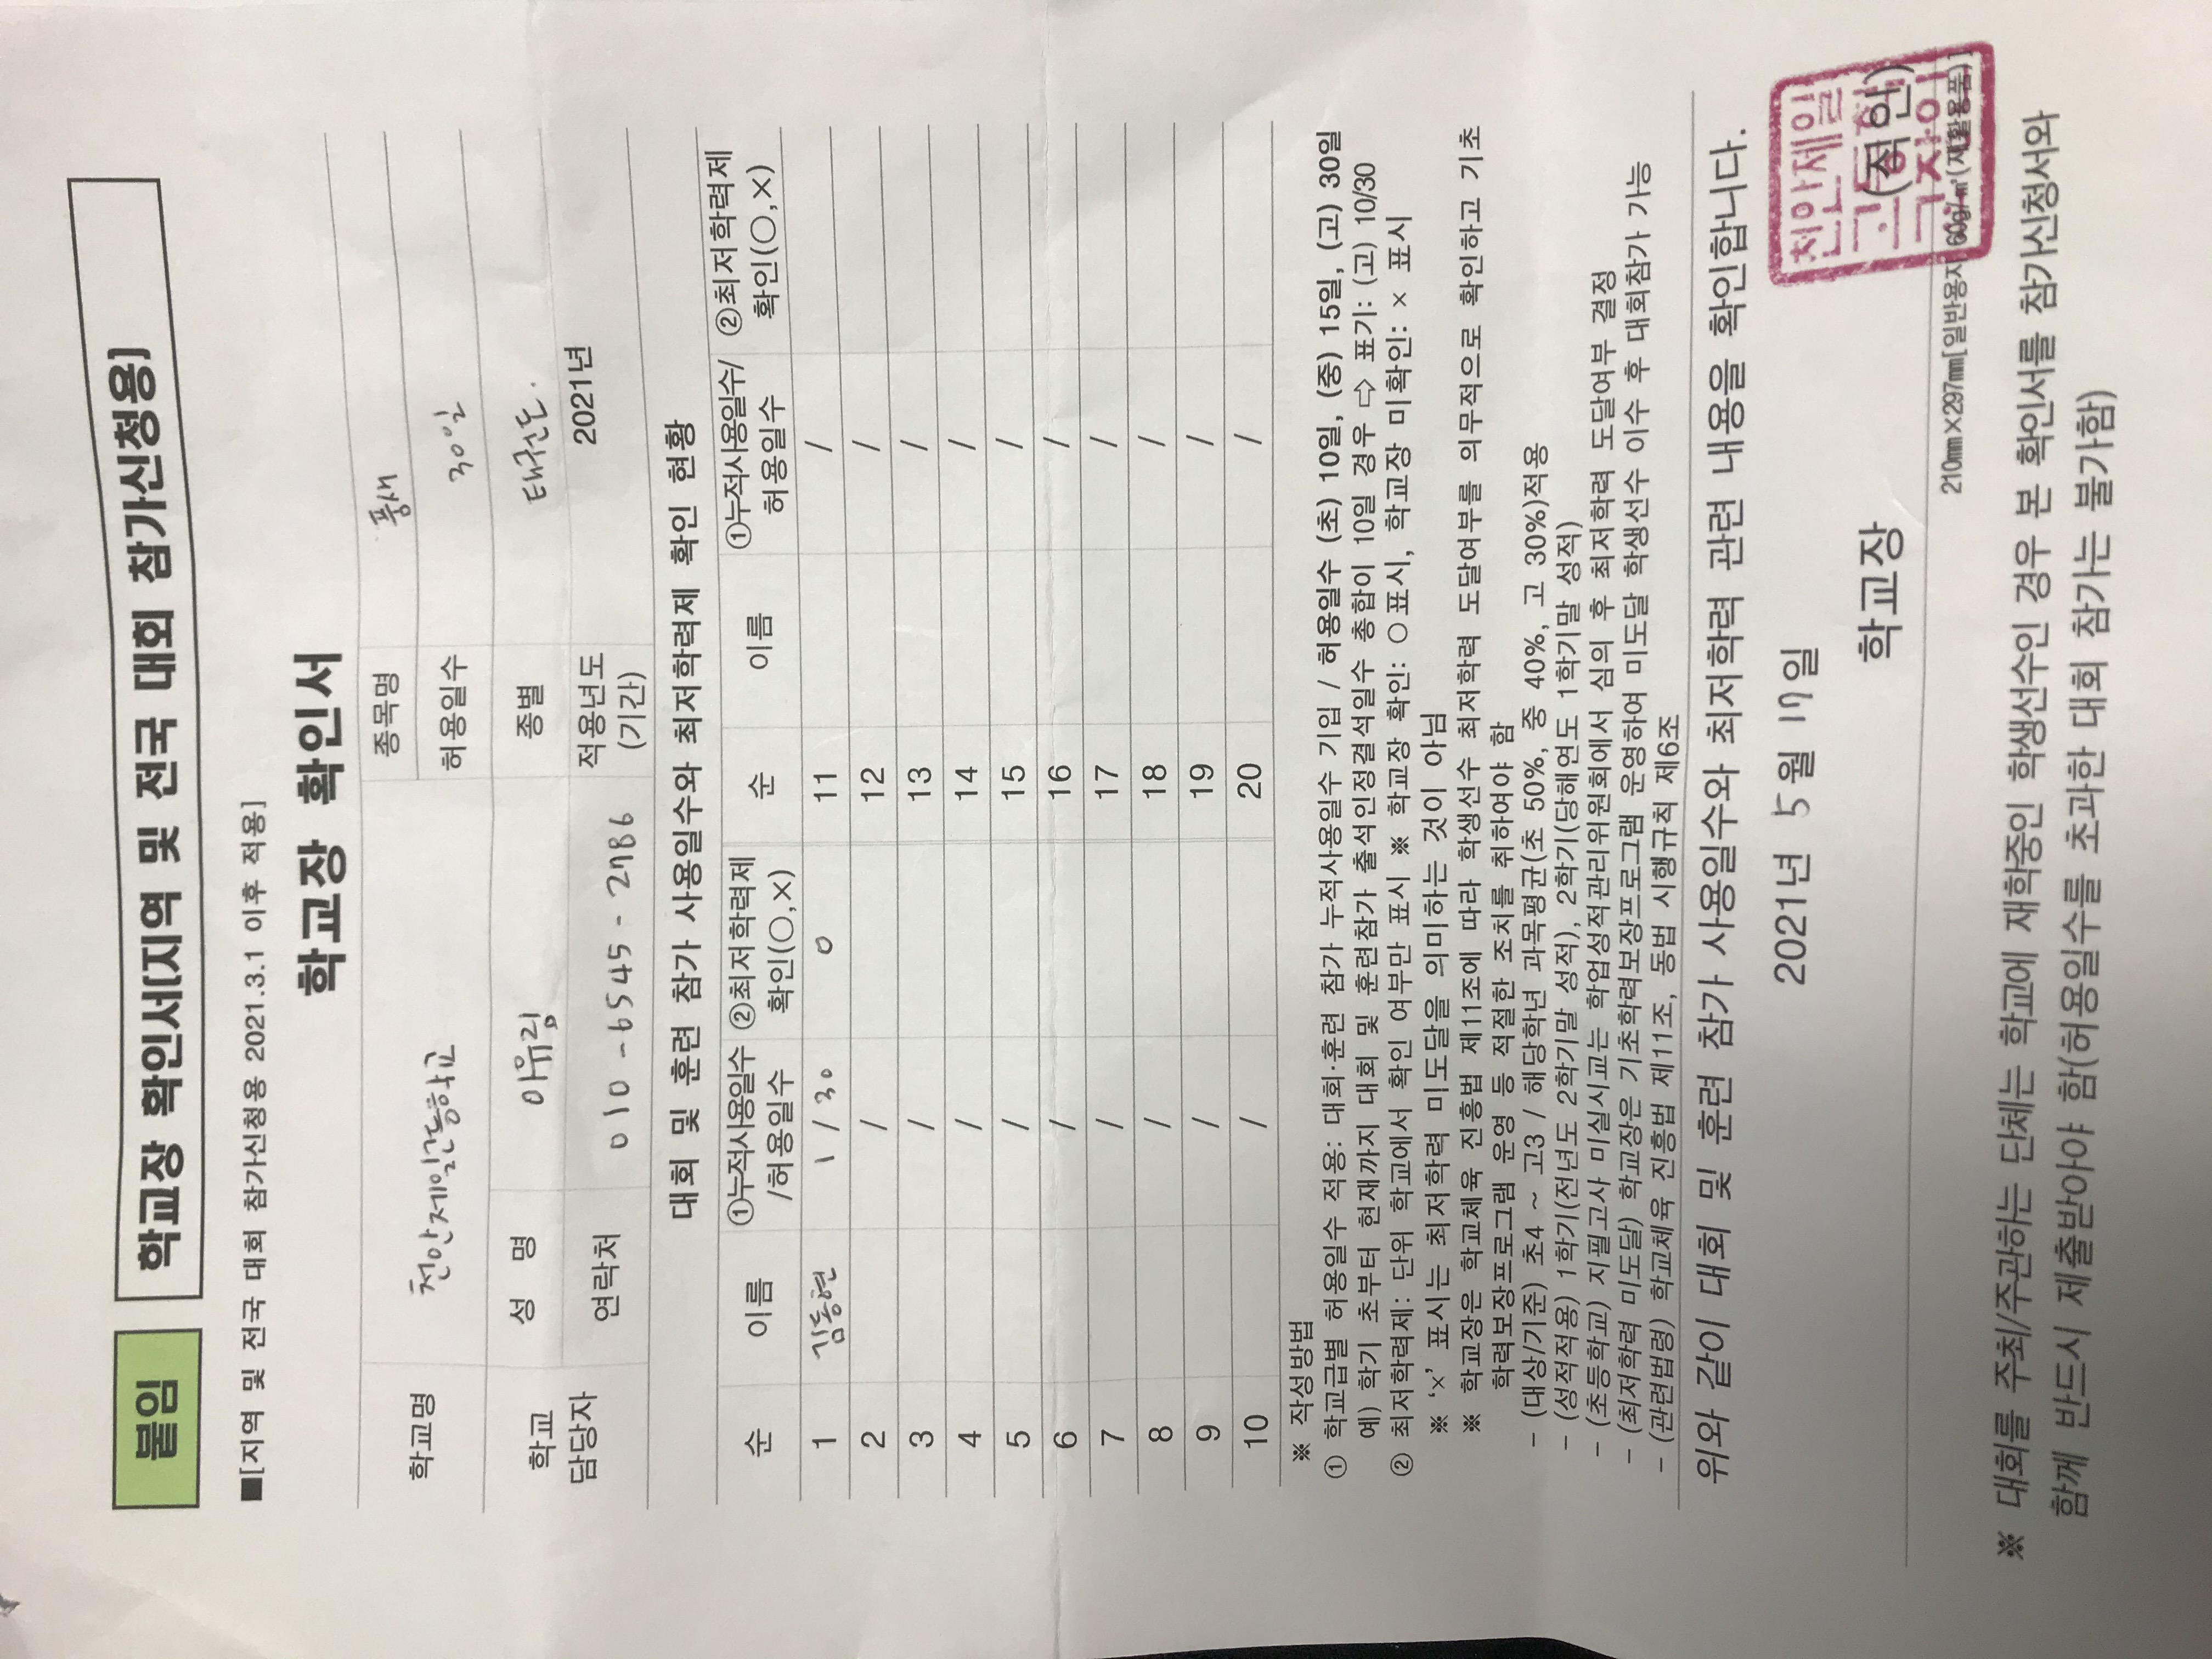 붙임
학교장 확인서(지역 및 전국 대회 참가신청용)
■[지역 및 전국 대회 참가신청용 2021.3.1 이후 적용]
학교장 확인서
학교명 천안제일고등학교 종목명 품새
허용일수 30일
학교 담당자 성 명 이유림 종별 태권도.
연락처 010-6545-2786 적용년도 (기간) 2021년
대회 및 훈련 참가 사용일수와 최저학력제 확인 현황
순 이름 ①누적사용일수 /허용일수 ②최저학력제 확인(○,×) 순 이름 ①누적사용일수/ 허용일수 ②최저학력제 확인(○,×)
1 김동현 1 / 30 0 11 /
2 / 12 /
3 / 13 /
4 / 14 /
5 / 15 /
6 / 16 /
7 / 17 /
8 / 18 /
9 / 19 /
10 / 20 /
※ 작성방법
① 학교급별 허용일수 적용: 대회·훈련 참가 누적사용일수 기입 / 허용일수 (초) 10일, (중) 15일, (고) 30일
예) 학기 초부터 현재까지 대회 및 훈련참가 출석인정결석일수 총합이 10일 경우 ⇨ 표기: (고) 10/30
② 최저학력제: 단위 학교에서 확인 여부만 표시 ※ 학교장 확인: ○표시, 학교장 미확인: × 표시
※ ‘×’ 표시는 최저학력 미도달을 의미하는 것이 아님
※ 학교장은 학교체육 진흥법 제11조에 따라 학생선수 최저학력 도달여부를 의무적으로 확인하고 기초
학력보장프로그램 운영 등 적절한 조치를 취하여야 함
- (대상/기준) 초4 ~ 고3 / 해당학년 과목평균(초 50%, 중 40%, 고 30%)적용
- (성적적용) 1학기(전년도 2학기말 성적), 2학기(당해연도 1학기말 성적)
- (초등학교) 지필고사 미실시교는 학업성적관리위원회에서 심의 후 최저학력 도달여부 결정
- (최저학력 미도달) 학교장은 기초학력보장프로그램 운영하여 미도달 학생선수 이수 후 대회참가 가능
- (관련법령) 학교체육 진흥법 제11조, 동법 시행규칙 제6조
위와 같이 대회 및 훈련 참가 사용일수와 최저학력 관련 내용을 확인합니다.
2021년 5월 17일
학교장 (직인)
천안제일
210㎜×297㎜[일반용지 60g/㎡(재활용품)]
※ 대회를 주최/주관하는 단체는 학교에 재학중인 학생선수인 경우 본 확인서를 참가신청서와
함께 반드시 제출받아야 함(허용일수를 초과한 대회 참가는 불가함)